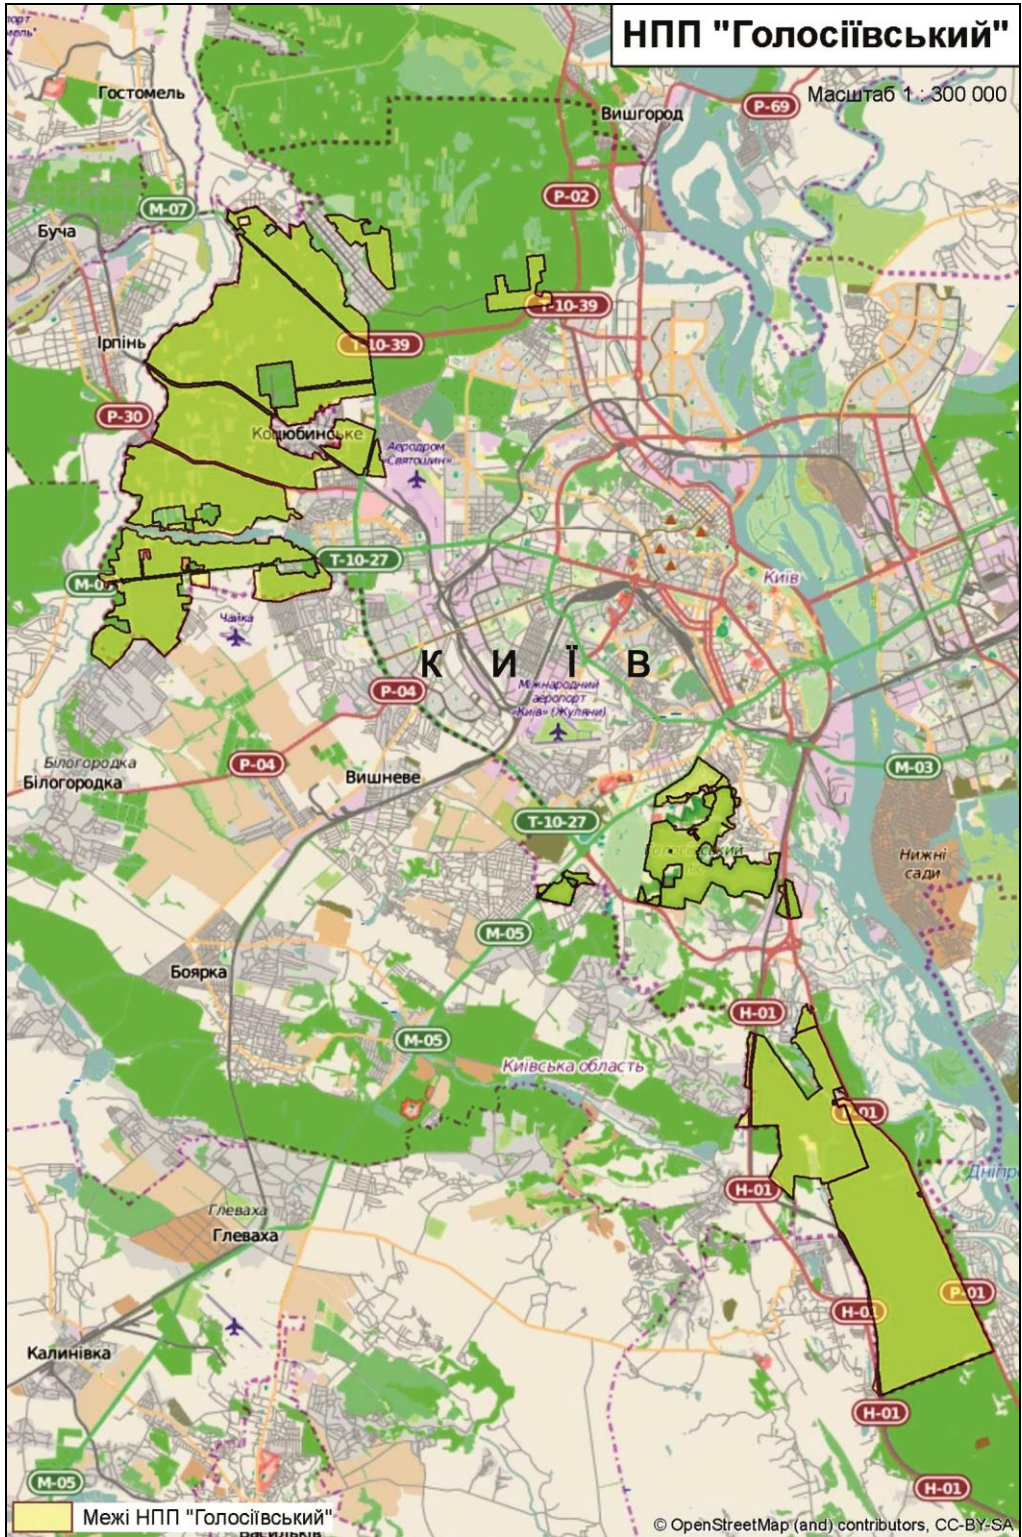 НПП "Голосіївський"
Масштаб 1 : 300 000
Гостомель
Вишгород
Р-69
Р-02
М-07
Буча
Т-10-39
Ірпінь
Т-10-39
Р-30
Коцюбинське
Аеродром
«Святошин»
Т-10-27
Київ
Чайка
К И Ї В
Міжнародний
аеропорт
«Київ» (Жуляни)
Р-04
Р-04
Білогородка
Білогородка
Вишневе
М-03
Т-10-27
Нижні
сади
М-05
Боярка
Н-01
М-05
Київська область
Н-01
Глеваха
Глеваха
Н-01
Р-01
Калинівка
Н-01
Н-01
М-05
Межі НПП "Голосіївський"
Васильків
© OpenStreetMap (and) contributors, CC-BY-SA